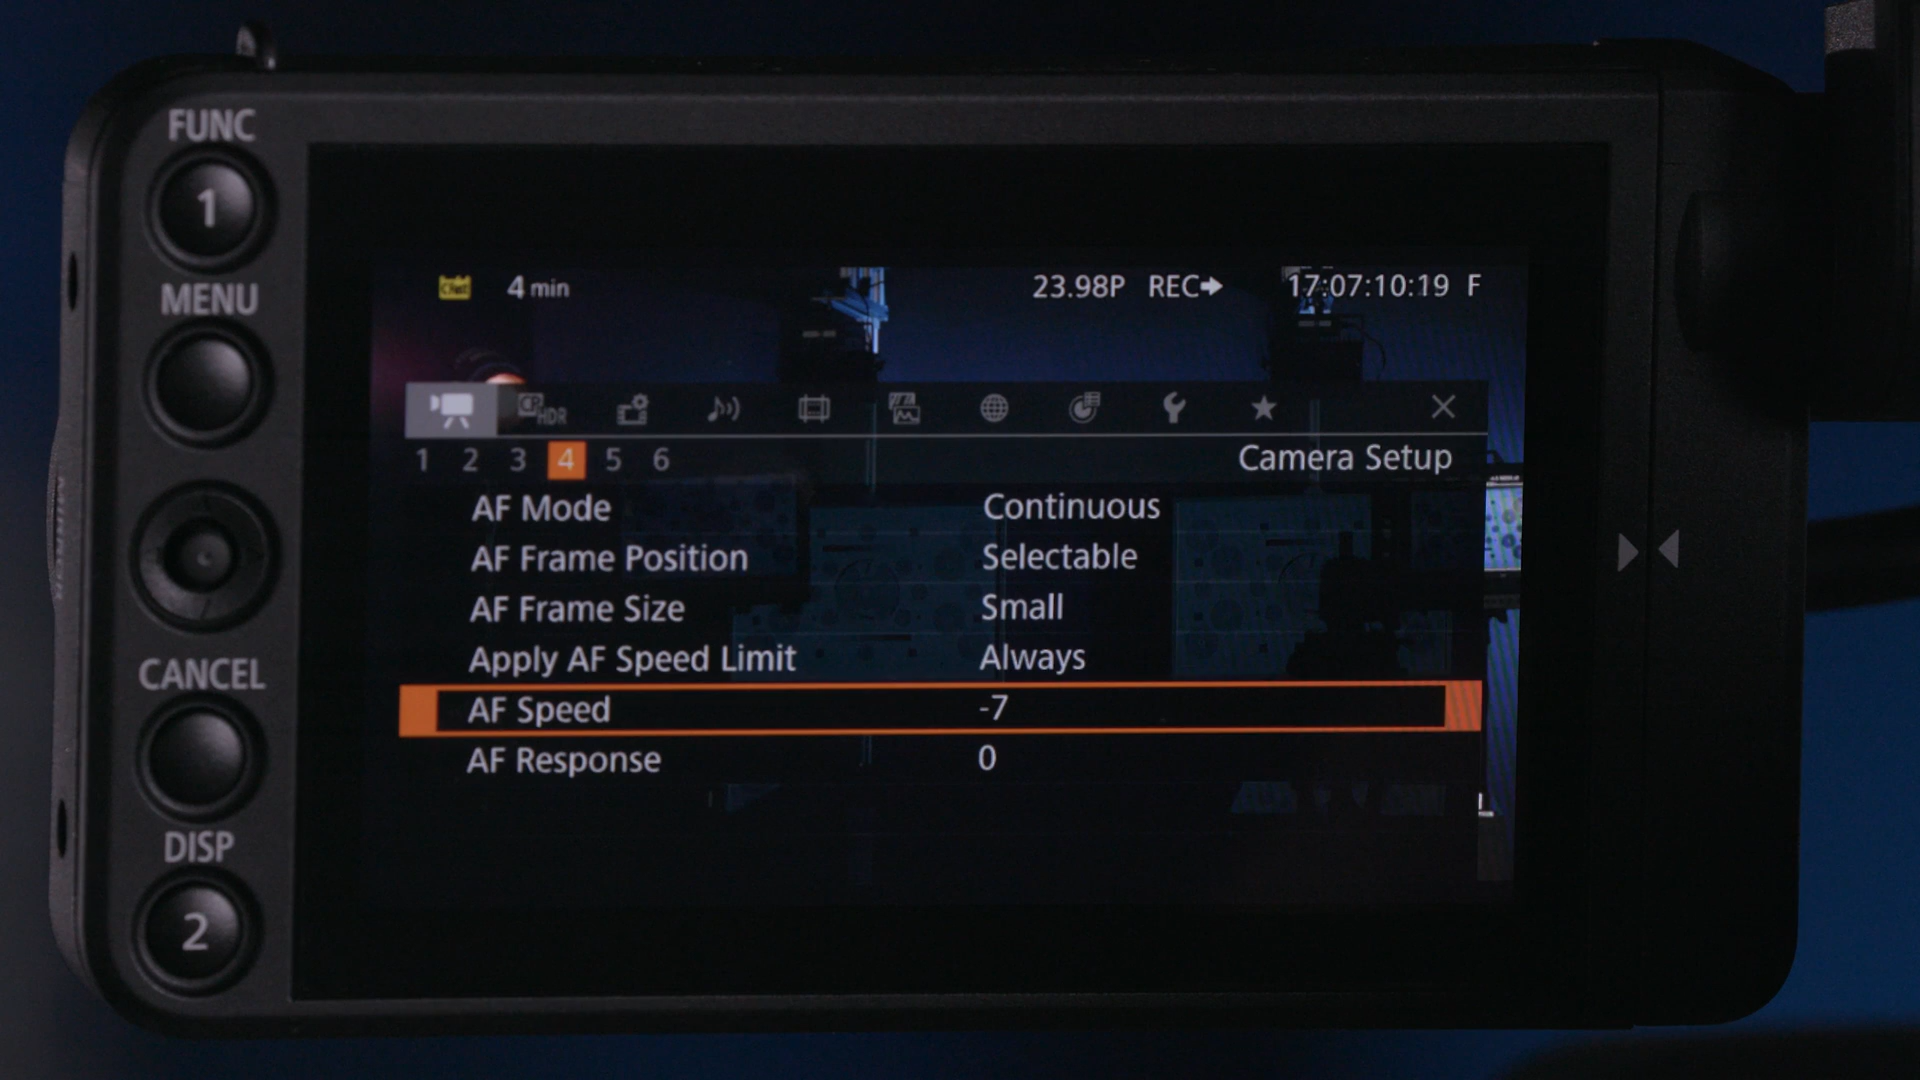 FUNC
1
MENU
CANCEL
DISP
2
4 min
23.98P REC 17:07:10:19 F
CP HDR
1 2 3 4 5 6
Camera Setup
AF Mode Continuous
AF Frame Position Selectable
AF Frame Size Small
Apply AF Speed Limit Always
AF Speed -7
AF Response 0